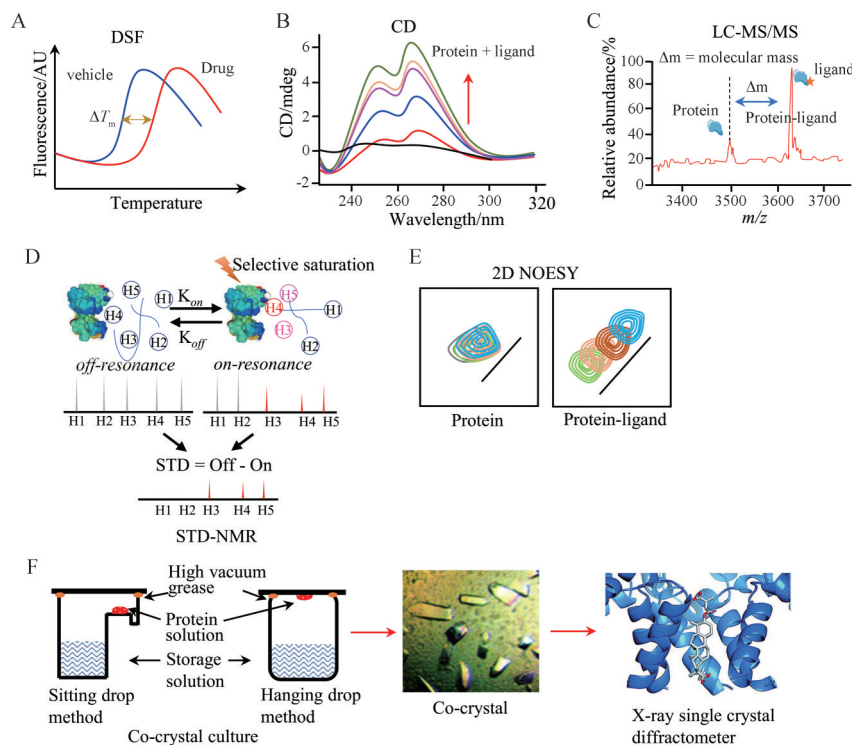 A
DSF
Fluorescence/AU
vehicle
Drug
ΔTm
Temperature
B
CD
CD/mdeg
Protein + ligand
6
4
2
0
-2
240
260
280
290
300
320
Wavelength/nm
C
LC-MS/MS
Relative abundance/%
Δm = molecular mass
ligand
Δm
Protein
Protein-ligand
100
80
60
40
20
0
3400
3500
3600
3700
m/z
D
Selective saturation
H5
H1
H4
H3
H2
Kon
Koff
H5
H4
H1
H3
H2
off-resonance
on-resonance
H1 H2 H3 H4 H5
H1 H2 H3 H4 H5
STD = Off - On
H1 H2 H3 H4 H5
STD-NMR
E
2D NOESY
Protein
Protein-ligand
F
High vacuum
grease
Protein
solution
Storage
solution
Sitting drop
method
Hanging drop
method
Co-crystal culture
Co-crystal
X-ray single crystal
diffractometer